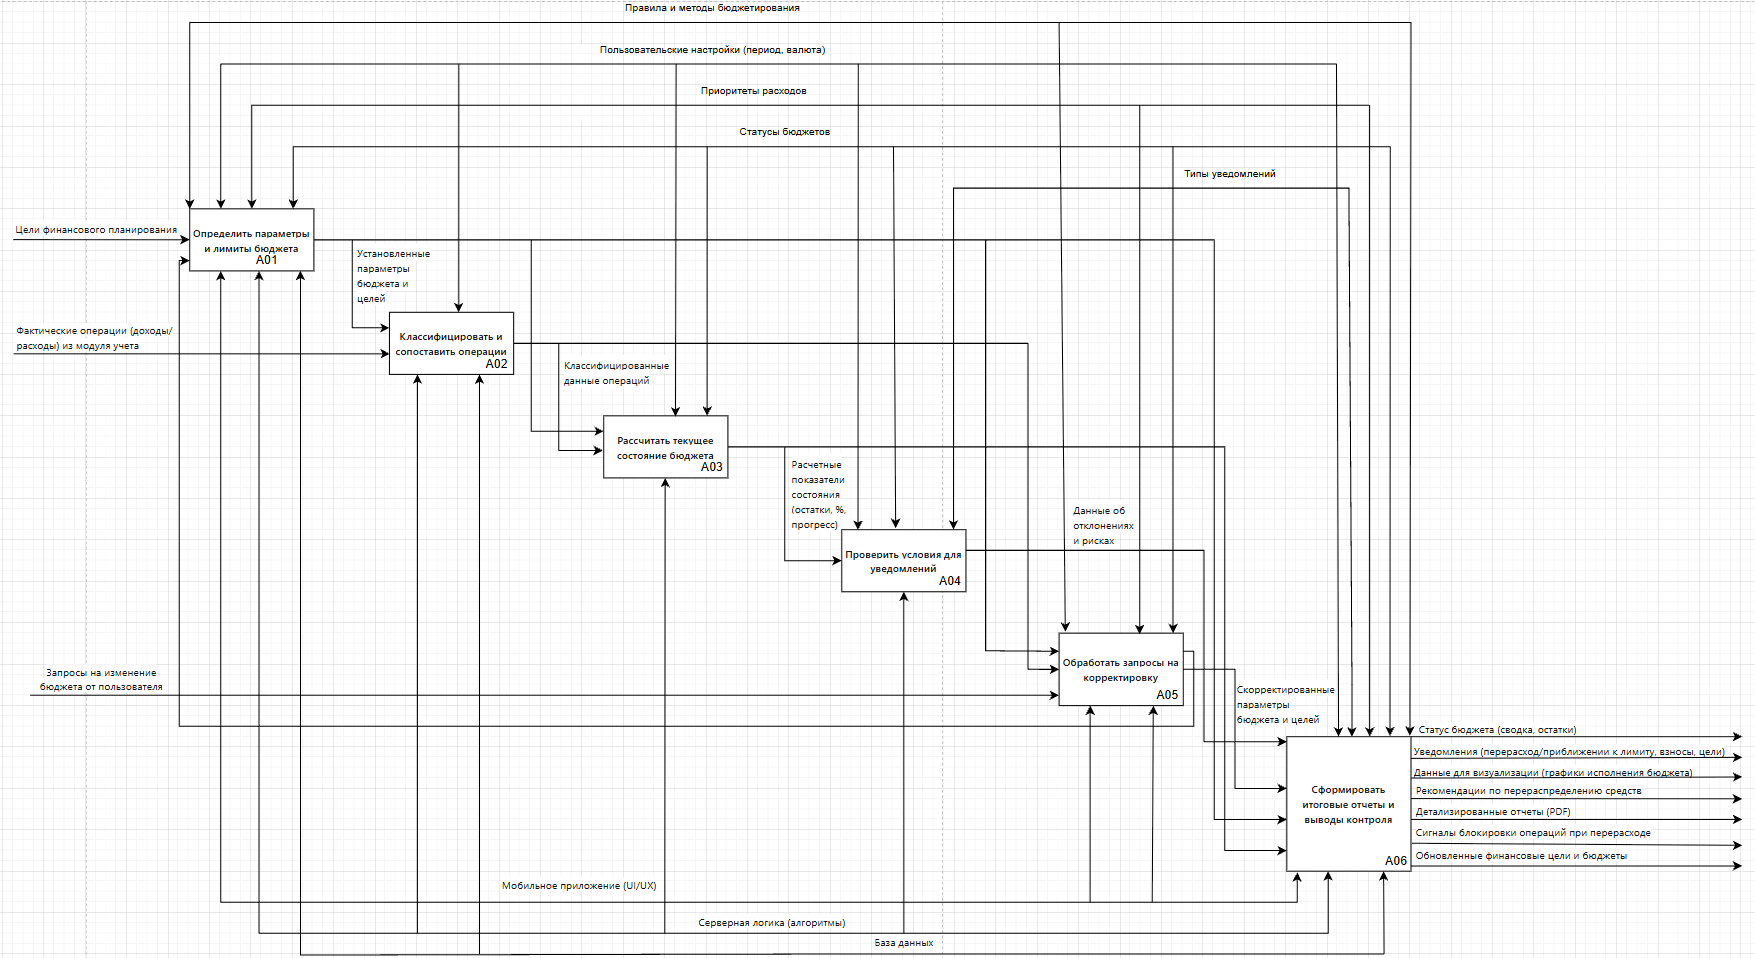 Правила и методы бюджетирования
Пользовательские настройки (период, валюта)
Приоритеты расходов
Статусы бюджетов
Типы уведомлений
Цели финансового планирования
Определить параметры
и лимиты бюджета
A01
Установленные
параметры
бюджета и
целей
Фактические операции (доходы/
расходы) из модуля учета
Классифицировать и
сопоставить операции
A02
Классифицированные
данные операций
Рассчитать текущее
состояние бюджета
A03
Расчетные
показатели
состояния
(остатки, %,
прогресс)
Проверить условия для
уведомлений
A04
Данные об
отклонениях
и рисках
Запросы на изменение
бюджета от пользователя
Обработать запросы на
корректировку
A05
Скорректированные
параметры
бюджета и целей
Сформировать
итоговые отчеты и
выводы контроля
A06
Статус бюджета (сводка, остатки)
Уведомления (перерасход/приближении к лимиту, взносы, цели)
Данные для визуализации (графики исполнения бюджета)
Рекомендации по перераспределению средств
Детализированные отчеты (PDF)
Сигналы блокировки операций при перерасходе
Обновленные финансовые цели и бюджеты
Мобильное приложение (UI/UX)
Серверная логика (алгоритмы)
База данных